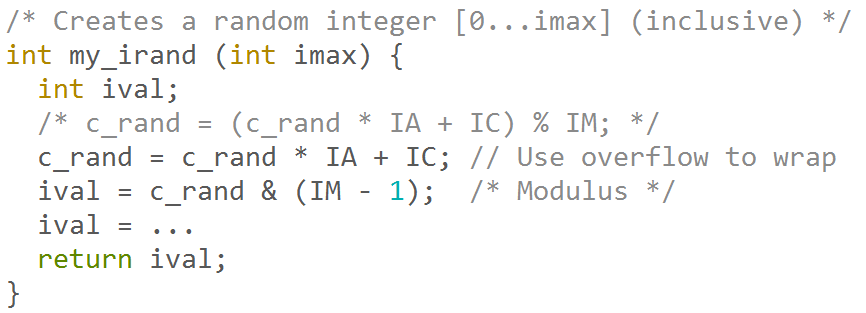 /* Creates a random integer [0...imax] (inclusive) */
int my_irand (int imax) {
  int ival;
  /* c_rand = (c_rand * IA + IC) % IM; */
  c_rand = c_rand * IA + IC; // Use overflow to wrap
  ival = c_rand & (IM - 1);  /* Modulus */
  ival = ...
  return ival;
}